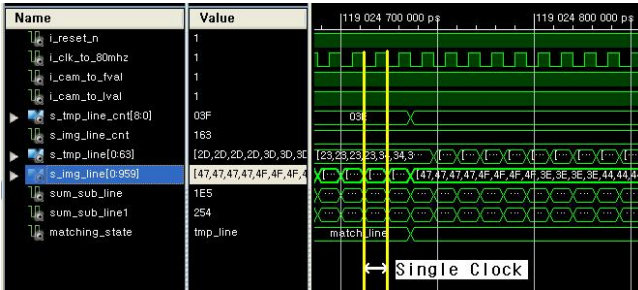 Name Value 119 024 700 000 ps 119 024 800 000 ps
i_reset_n 1
i_clk_to_80mhz 1
i_cam_to_fval 1
i_cam_to_lval 1
s_tmp_line_cnt[8:0] 03F 03F
s_img_line_cnt 163
s_tmp_line[0:63] [2D,2D,2D,2D,3D,3D,3D,3D [23,23,23,23,34,34,3... [... [... [... [... [... [... [... [...
s_img_line[0:959] [47,47,47,47,4F,4F,4F,4 [... [... [... [... [47,47,47,47,4F,4F,4F,3E,3E,3E,3E,44,44,4
sum_sub_line 1E5 ... ... ... ... ... ... ... ... ... ... ... ... ...
sum_sub_line1 254 ... ... ... ... ... ... ... ... ... ... ... ... ...
matching_state tmp_line match_line
Single Clock